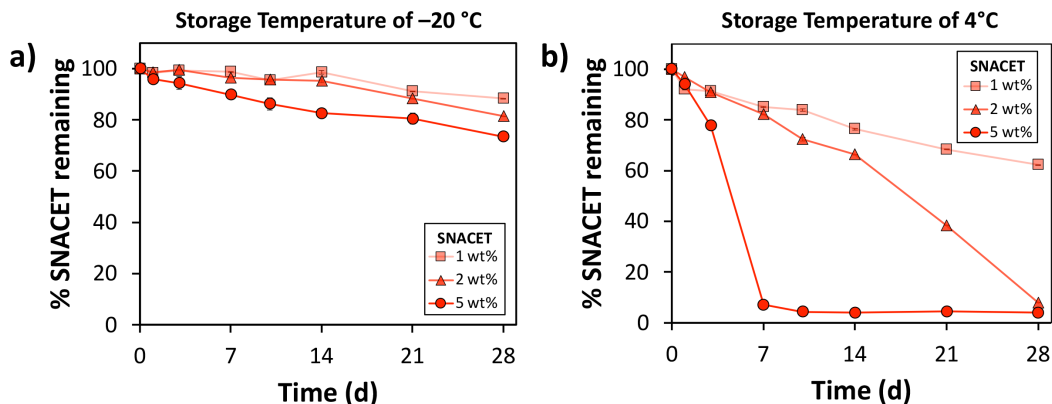 Storage Temperature of –20 °C
a)
% SNACET remaining
100
80
60
40
20
0
SNACET
1 wt%
2 wt%
5 wt%
0 7 14 21 28
Time (d)
Storage Temperature of 4°C
b)
% SNACET remaining
100
80
60
40
20
0
SNACET
1 wt%
2 wt%
5 wt%
0 7 14 21 28
Time (d)